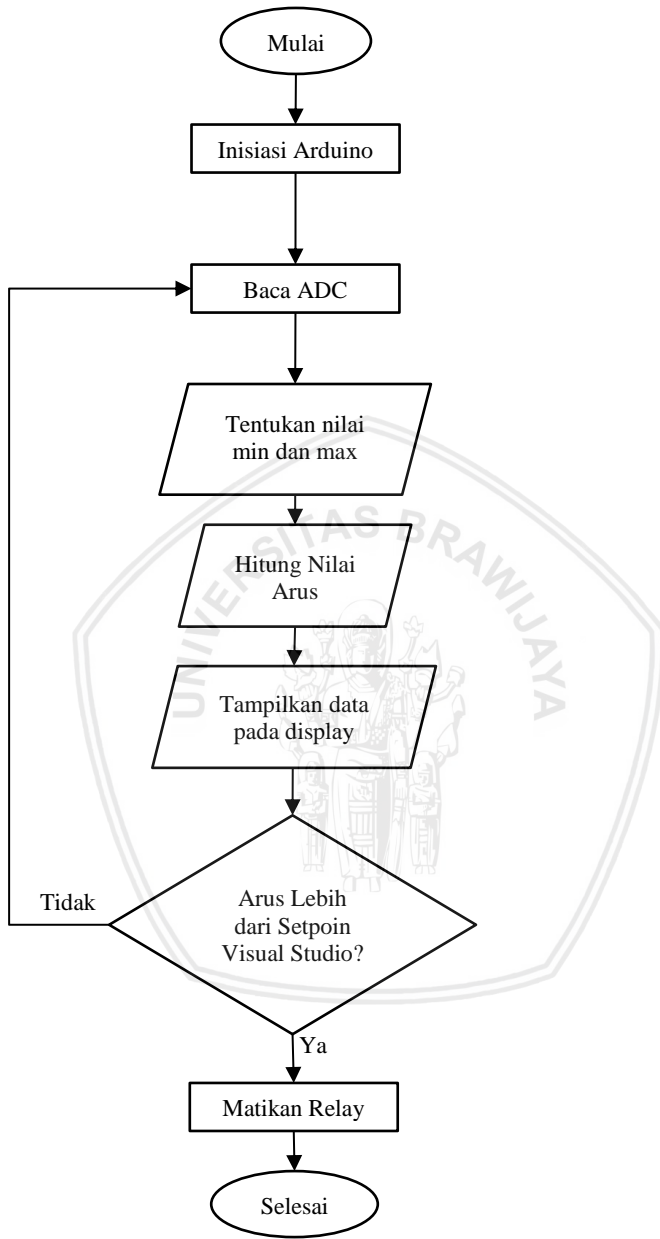 Mulai
Inisiasi Arduino
Baca ADC
Tentukan nilai
min dan max
Hitung Nilai
Arus
Tampilkan data
pada display
Arus Lebih
dari Setpoin
Visual Studio?
Tidak
Ya
Matikan Relay
Selesai
UNIVERSITAS BRAWIJAYA